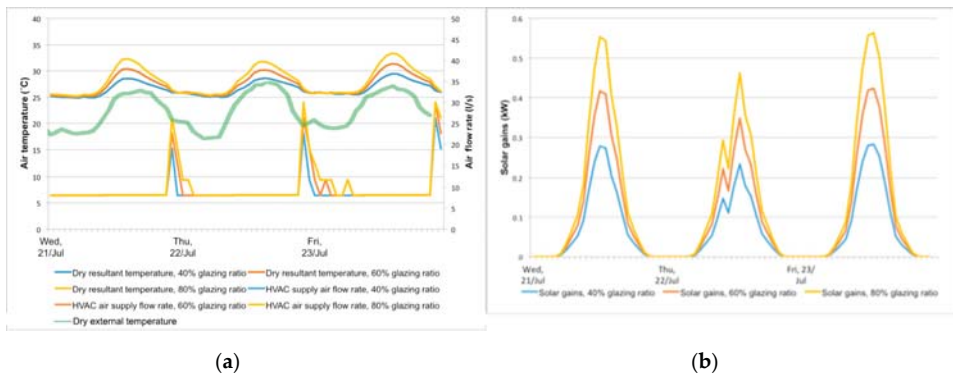 40
35
30
25
20
15
10
5
0
Air temperature (˚C)
50
45
40
35
30
25
20
15
10
5
0
Air flow rate (l/s)
Wed,
21/Jul
Thu,
22/Jul
Fri,
23/Jul
Dry resultant temperature, 40% glazing ratio
Dry resultant temperature, 60% glazing ratio
Dry resultant temperature, 80% glazing ratio
HVAC supply air flow rate, 40% glazing ratio
HVAC air supply flow rate, 60% glazing ratio
HVAC air supply flow rate, 80% glazing ratio
Dry external temperature
(a)
0.6
0.5
0.4
0.3
0.2
0.1
0
Solar gains (kW)
Wed,
21/Jul
Thu,
22/Jul
Fri, 23/
Jul
Solar gains, 40% glazing ratio
Solar gains, 60% glazing ratio
Solar gains, 80% glazing ratio
(b)